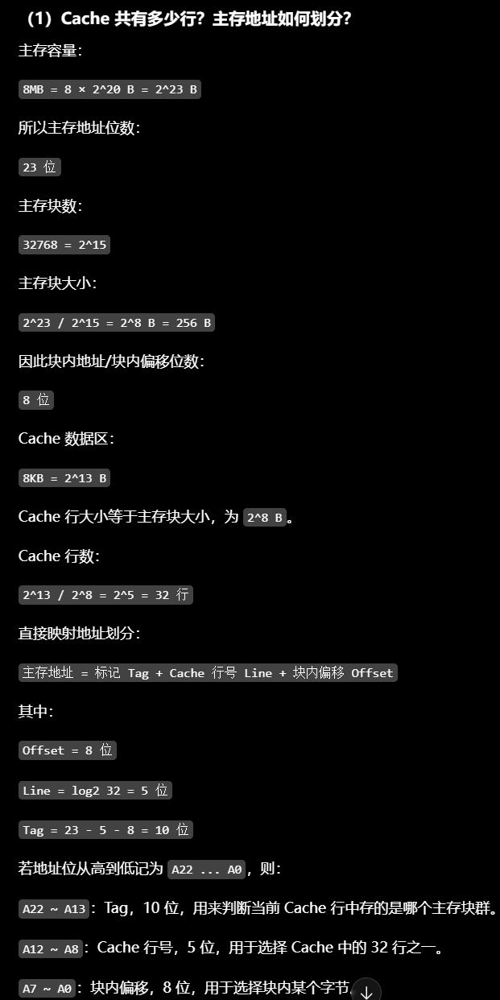 （1）Cache 共有多少行？主存地址如何划分？
主存容量：
8MB = 8 × 2^20 B = 2^23 B
所以主存地址位数：
23 位
主存块数：
32768 = 2^15
主存块大小：
2^23 / 2^15 = 2^8 B = 256 B
因此块内地址/块内偏移位数：
8 位
Cache 数据区：
8KB = 2^13 B
Cache 行大小等于主存块大小，为 2^8 B。
Cache 行数：
2^13 / 2^8 = 2^5 = 32 行
直接映射地址划分：
主存地址 = 标记 Tag + Cache 行号 Line + 块内偏移 Offset
其中：
Offset = 8 位
Line = log2 32 = 5 位
Tag = 23 - 5 - 8 = 10 位
若地址位从高到低记为 A22 ... A0，则：
A22 ~ A13：Tag，10 位，用来判断当前 Cache 行中存的是哪个主存块群。
A12 ~ A8：Cache 行号，5 位，用于选择 Cache 中的 32 行之一。
A7 ~ A0：块内偏移，8 位，用于选择块内某个字节